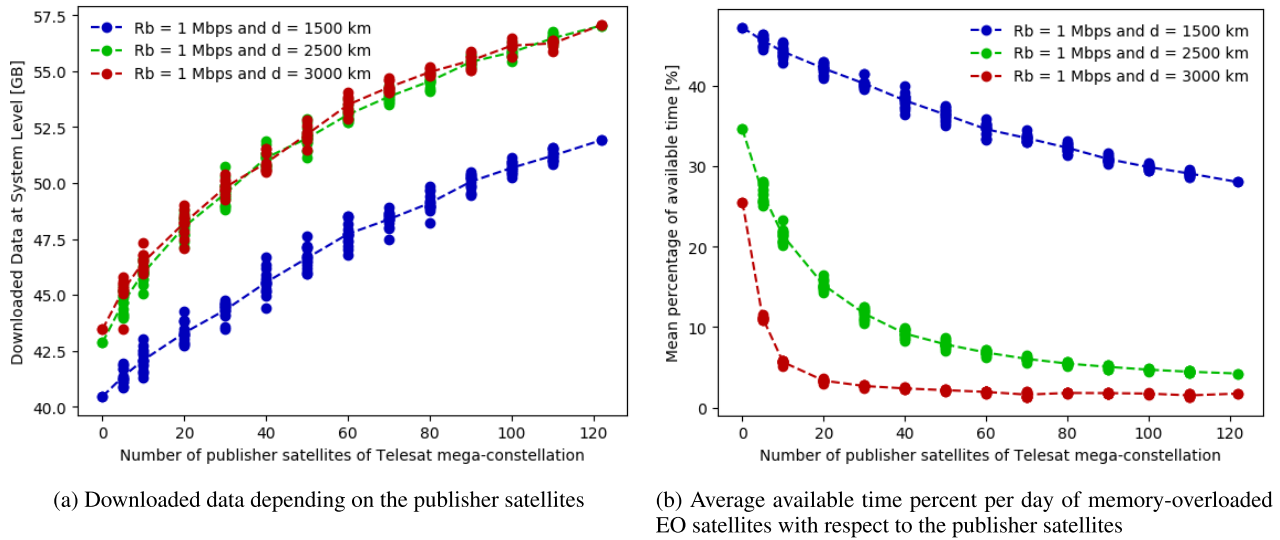 57.5
55.0
52.5
50.0
47.5
45.0
42.5
40.0
Downloaded Data at System Level [GB]
Rb = 1 Mbps and d = 1500 km
Rb = 1 Mbps and d = 2500 km
Rb = 1 Mbps and d = 3000 km
0 20 40 60 80 100 120
Number of publisher satellites of Telesat mega-constellation
(a) Downloaded data depending on the publisher satellites
40
30
20
10
0
Mean percentage of available time [%]
Rb = 1 Mbps and d = 1500 km
Rb = 1 Mbps and d = 2500 km
Rb = 1 Mbps and d = 3000 km
0 20 40 60 80 100 120
Number of publisher satellites of Telesat mega-constellation
(b) Average available time percent per day of memory-overloaded
EO satellites with respect to the publisher satellites